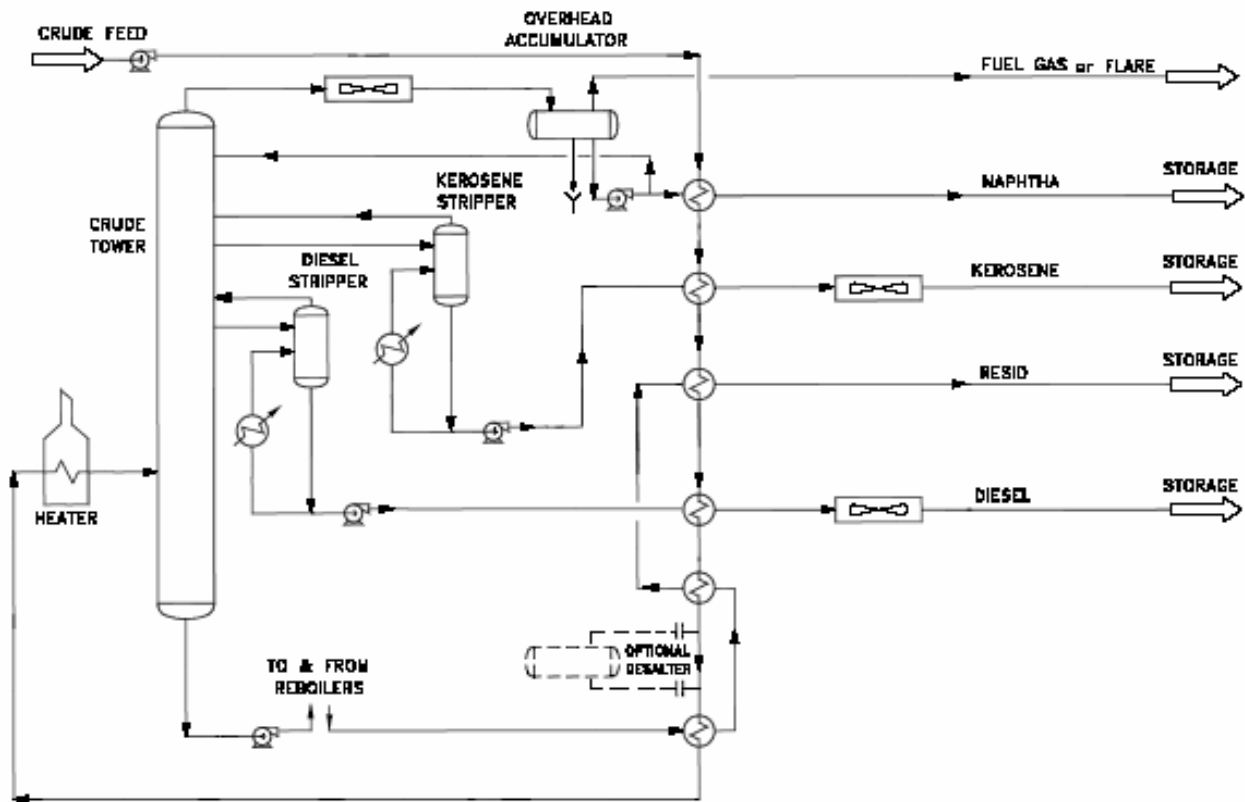 CRUDE FEED
OVERHEAD
ACCUMULATOR
FUEL GAS or FLARE
NAPHTHA
STORAGE
KEROSENE
STRIPPER
CRUDE
TOWER
DIESEL
STRIPPER
KEROSENE
STORAGE
RESID
STORAGE
HEATER
DIESEL
STORAGE
OPTIONAL
DESALTER
TO & FROM
REBOILERS